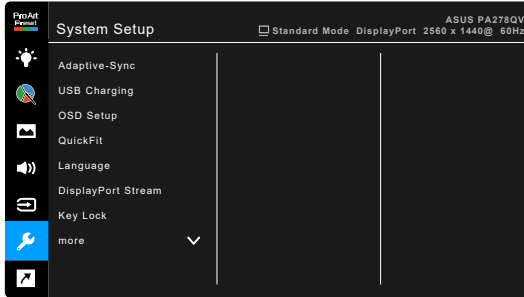 ProArt
Preset
System Setup
ASUS PA278QV
Standard Mode DisplayPort 2560 x 1440@ 60Hz
Adaptive-Sync
USB Charging
OSD Setup
QuickFit
Language
DisplayPort Stream
Key Lock
more